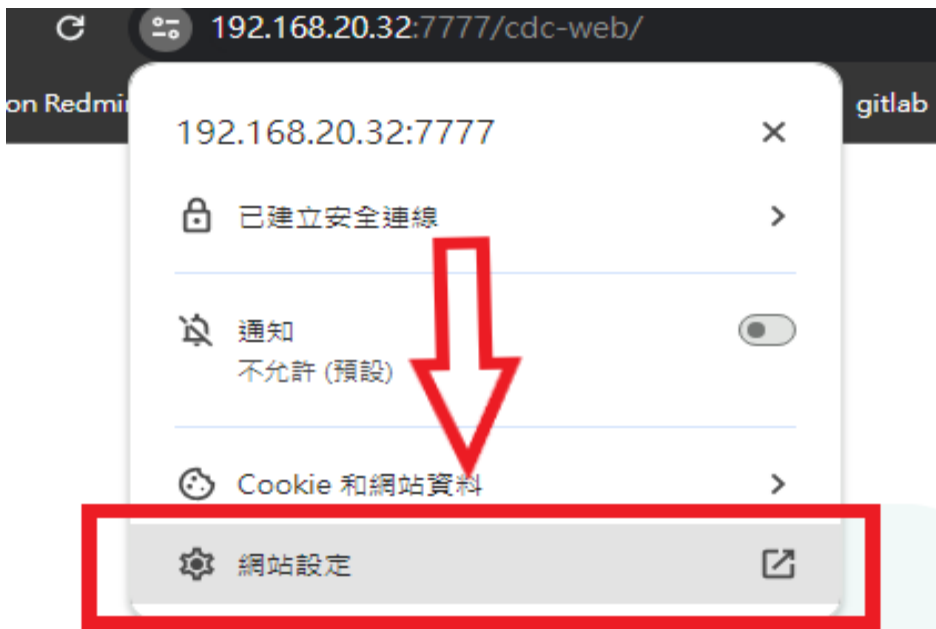 192.168.20.32:7777/cdc-web/
on Redmi
gitlab
192.168.20.32:7777
已建立安全連線
通知
不允許 (預設)
Cookie 和網站資料
網站設定